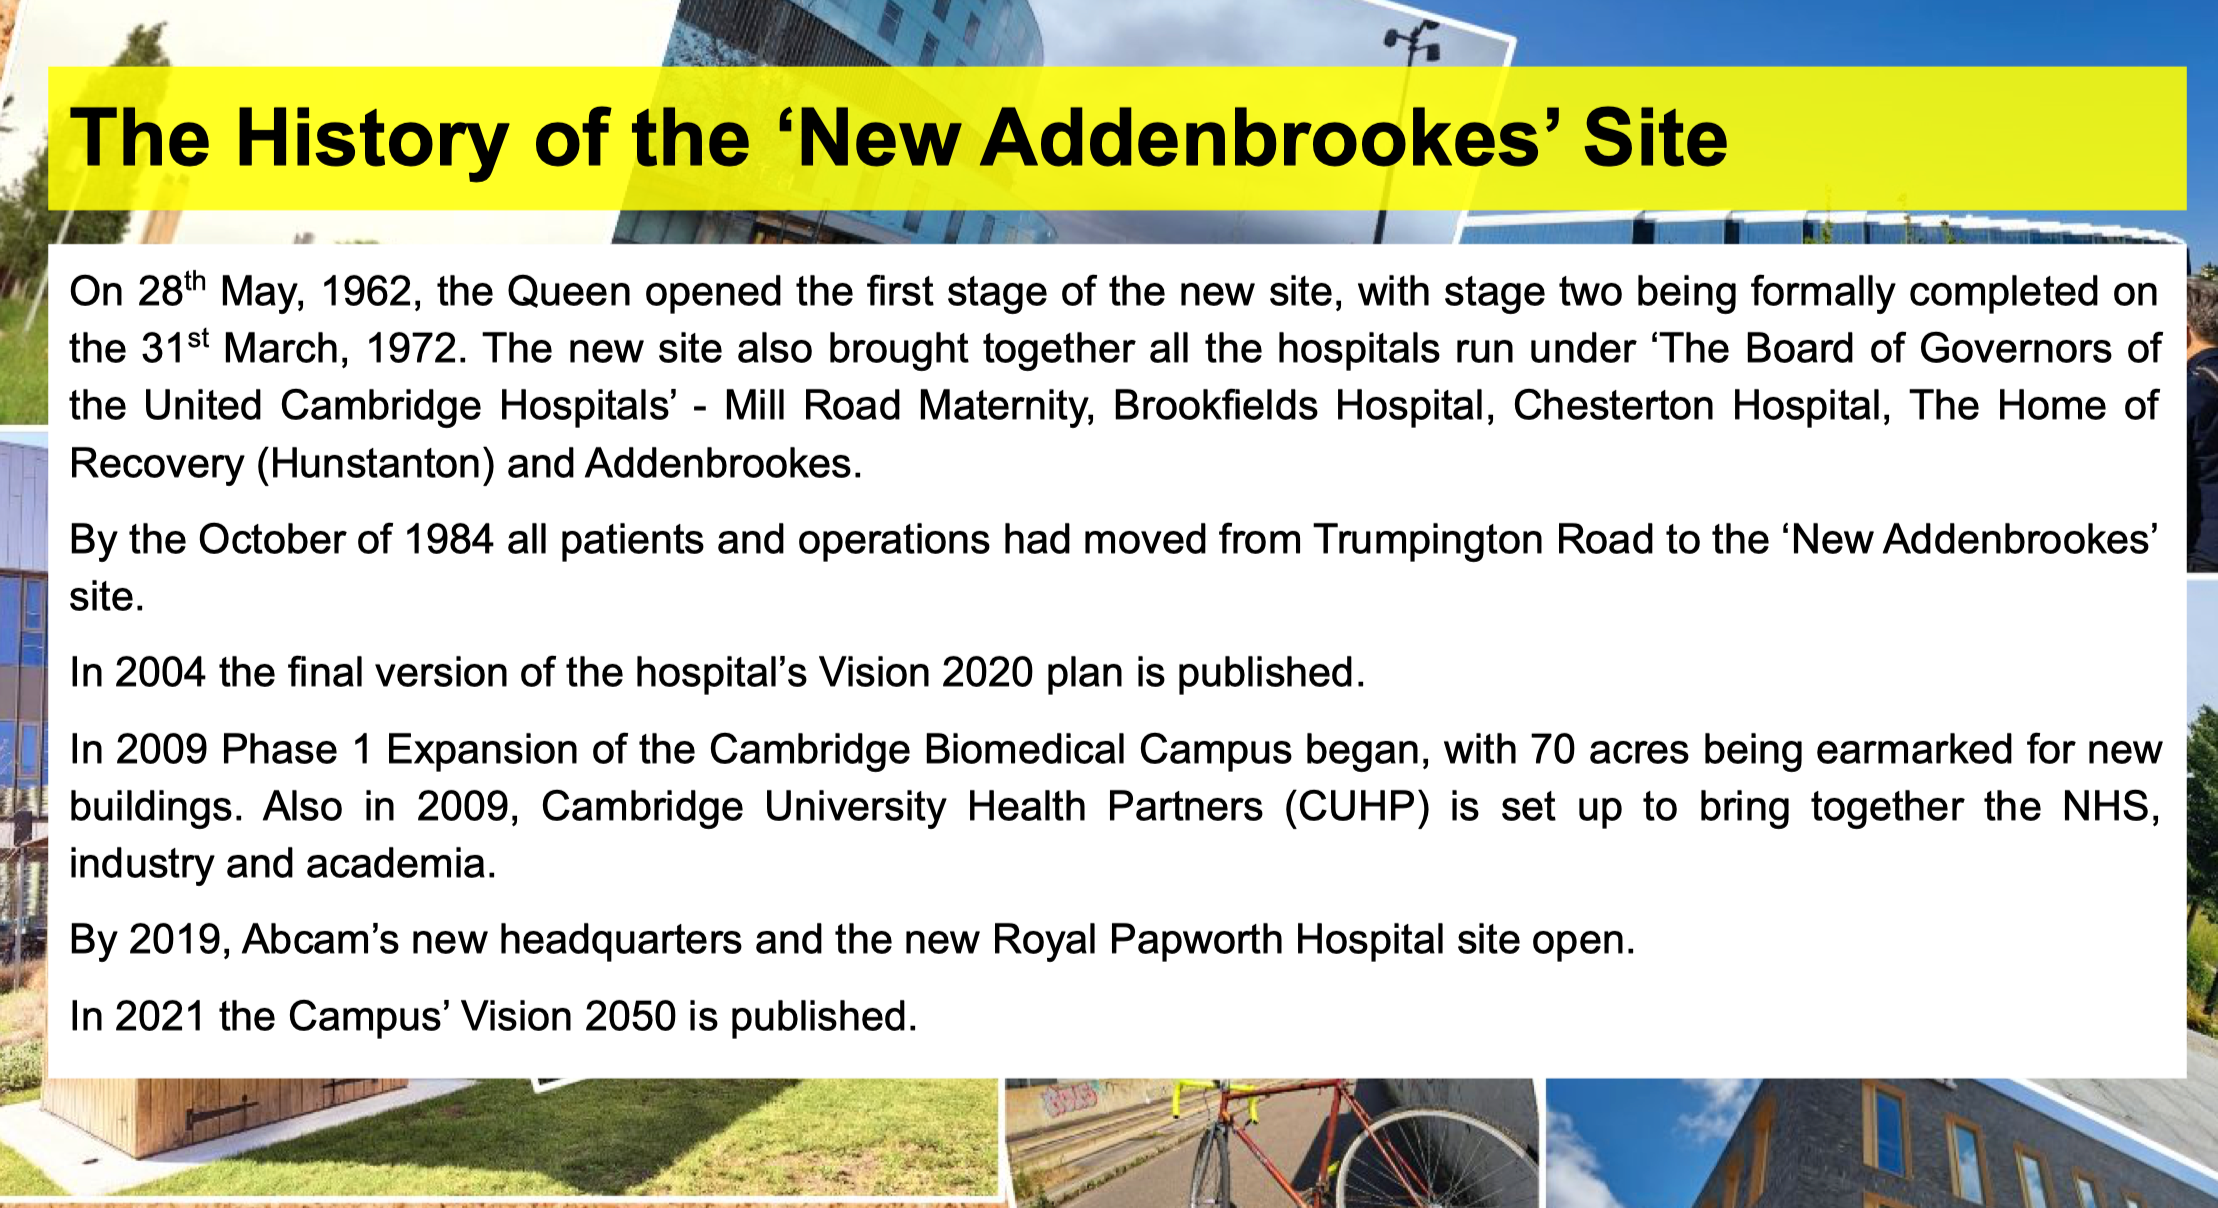 The History of the ‘New Addenbrookes’ Site
On 28th May, 1962, the Queen opened the first stage of the new site, with stage two being formally completed on
the 31st March, 1972. The new site also brought together all the hospitals run under ‘The Board of Governors of
the United Cambridge Hospitals’ - Mill Road Maternity, Brookfields Hospital, Chesterton Hospital, The Home of
Recovery (Hunstanton) and Addenbrookes.
By the October of 1984 all patients and operations had moved from Trumpington Road to the ‘New Addenbrookes’
site.
In 2004 the final version of the hospital’s Vision 2020 plan is published.
In 2009 Phase 1 Expansion of the Cambridge Biomedical Campus began, with 70 acres being earmarked for new
buildings. Also in 2009, Cambridge University Health Partners (CUHP) is set up to bring together the NHS,
industry and academia.
By 2019, Abcam’s new headquarters and the new Royal Papworth Hospital site open.
In 2021 the Campus’ Vision 2050 is published.